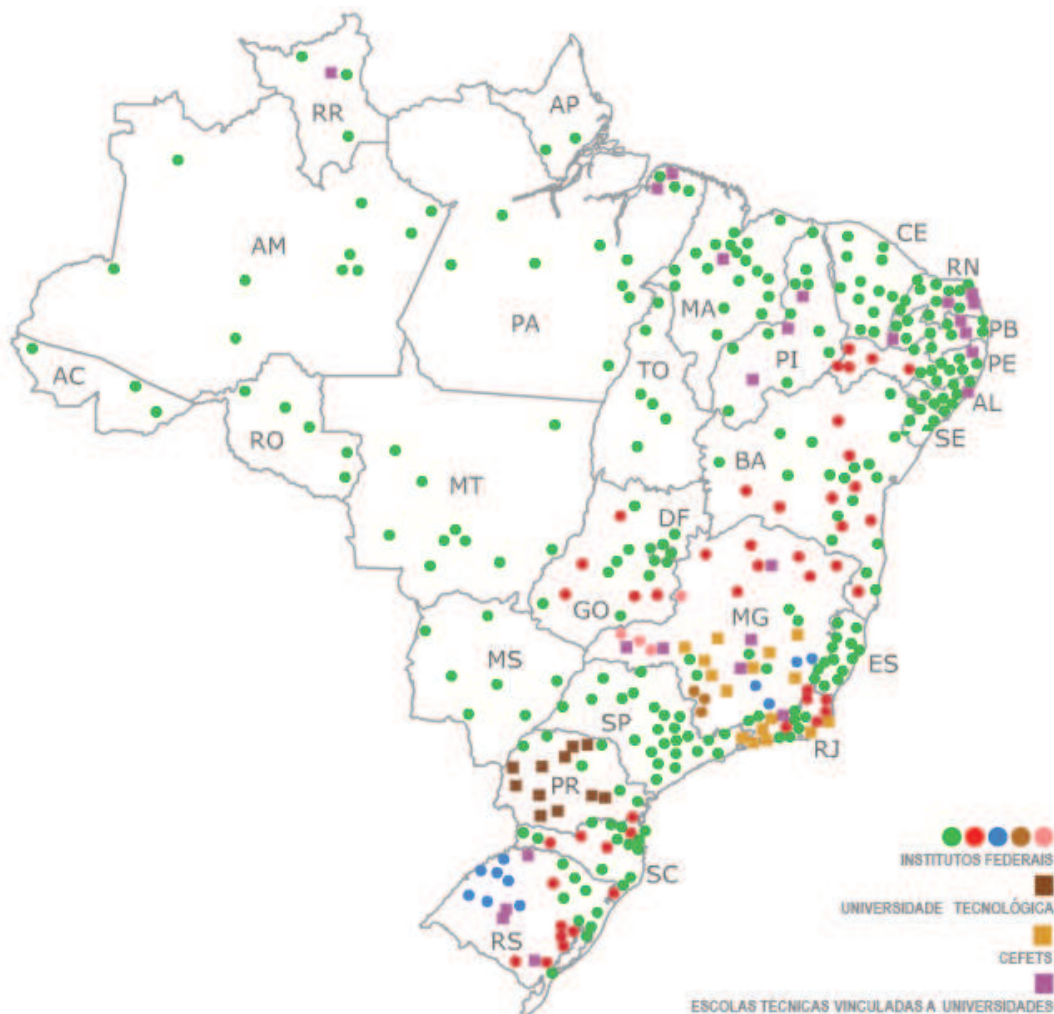 AP
RR
CE
AM
RN
PA
MA
PB
TO
PI
PE
AC
AL
RO
SE
BA
MT
DF
GO
MG
MS
ES
SP
RJ
PR
INSTITUTOS FEDERAIS
SC
UNIVERSIDADE TECNOLÓGICA
RS
CEFETS
ESCOLAS TÉCNICAS VINCULADAS A UNIVERSIDADES